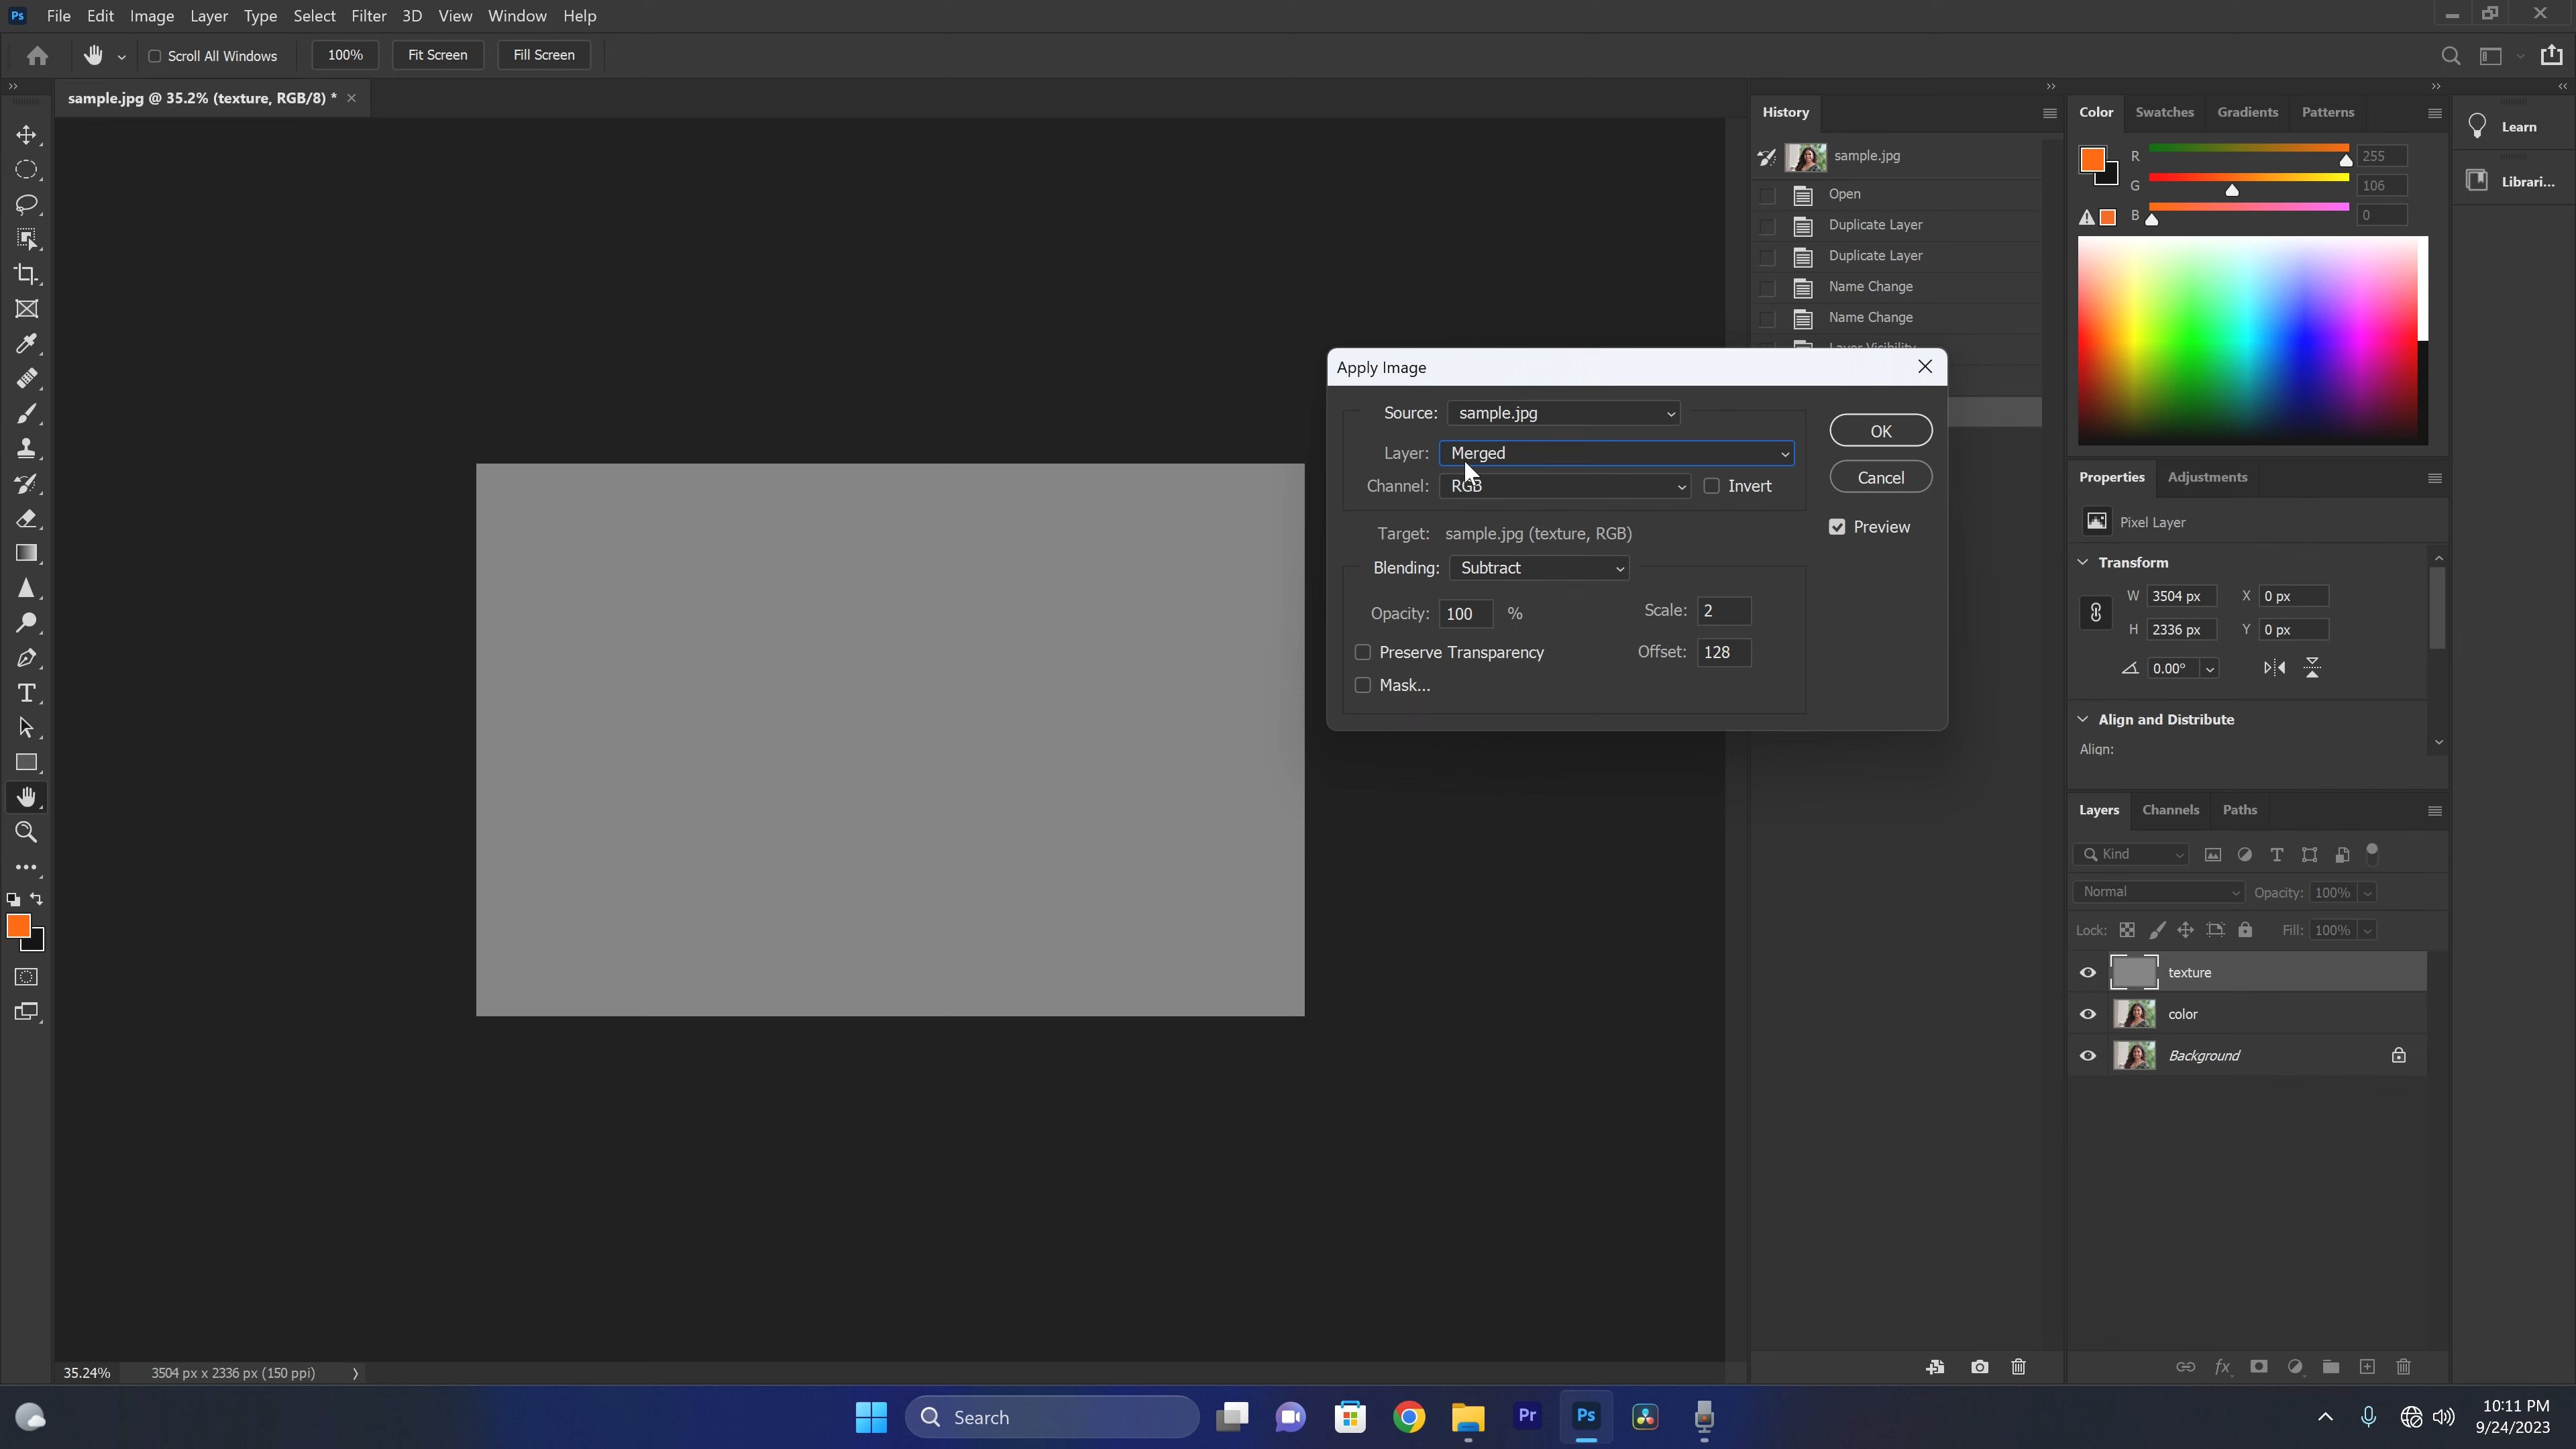 Ps File Edit Image Layer Type Select Filter 3D View Window Help
Scroll All Windows 100% Fit Screen Fill Screen
sample.jpg @ 35.2% (texture, RGB/8) *
History
sample.jpg
Open
Duplicate Layer
Duplicate Layer
Name Change
Name Change
Layer Visibility
Apply Image
Source: sample.jpg
OK
Layer: Merged
Cancel
Channel: RGB Invert
Preview
Target: sample.jpg (texture, RGB)
Blending: Subtract
Opacity: 100 % Scale: 2
Preserve Transparency Offset: 128
Mask...
Color Swatches Gradients Patterns
R 255
G 106
B 0
Learn
Librari...
Properties Adjustments
Pixel Layer
Transform
W 3504 px X 0 px
H 2336 px Y 0 px
0.00°
Align and Distribute
Align:
Layers Channels Paths
Kind
Normal Opacity: 100%
Lock: Fill: 100%
texture
color
Background
35.24% 3504 px x 2336 px (150 ppi)
Search
Pr Ps
10:11 PM
9/24/2023